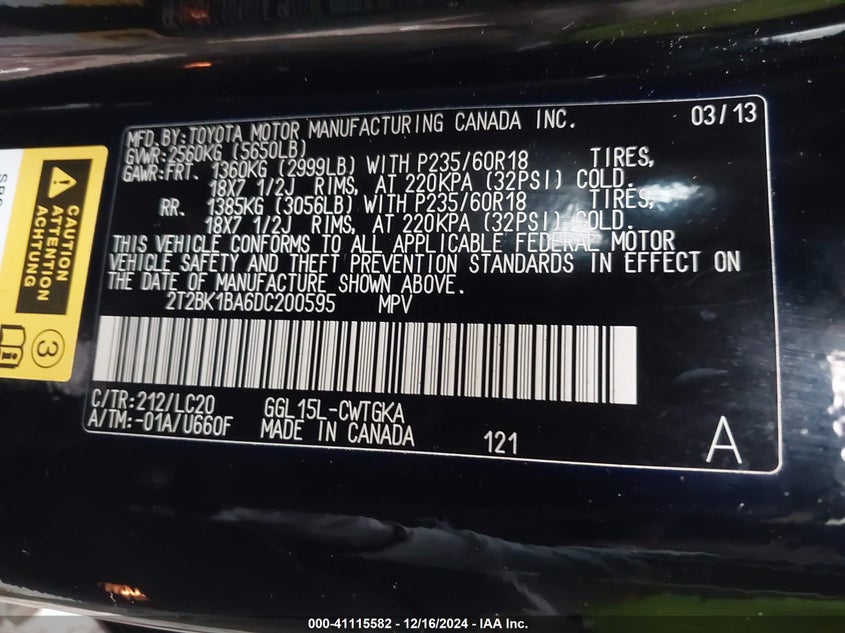 MFD. BY: TOYOTA MOTOR MANUFACTURING CANADA INC. 03/13
GVWR: 2560KG (5650LB)
GAWR: FRT. 1360KG (2999LB) WITH P235/60R18 TIRES,
18X7 1/2J RIMS, AT 220KPA (32PSI) COLD.
RR. 1385KG (3056LB) WITH P235/60R18 TIRES,
18X7 1/2J RIMS, AT 220KPA (32PSI) COLD.
THIS VEHICLE CONFORMS TO ALL APPLICABLE FEDERAL MOTOR
VEHICLE SAFETY AND THEFT PREVENTION STANDARDS IN EFFECT ON
THE DATE OF MANUFACTURE SHOWN ABOVE.
2T2BK1BA6DC200595 MPV
C/TR: 212/LC20 GGL15L-CWTGKA
A/TM: -01A/U660F MADE IN CANADA 121 A
CAUTION
ATTENTION
ACHTUNG
3
000-41115582 / 12/16/2024 - IAA Inc.